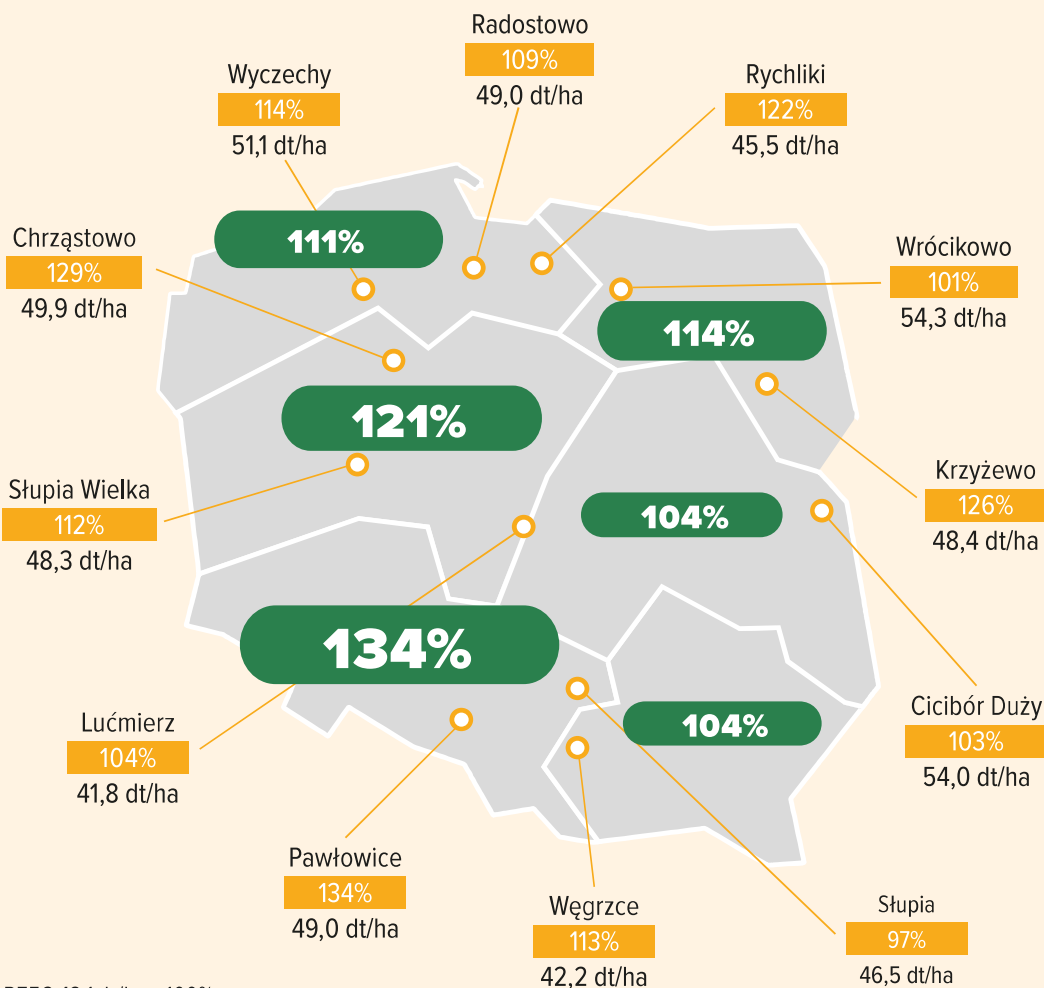 Radostowo
109%
49,0 dt/ha
Wyczechy
114%
51,1 dt/ha
Rychliki
122%
45,5 dt/ha
111%
Chrząstowo
129%
49,9 dt/ha
Wrócikowo
101%
54,3 dt/ha
114%
121%
Słupia Wielka
112%
48,3 dt/ha
Krzyżewo
126%
48,4 dt/ha
104%
134%
Lućmierz
104%
41,8 dt/ha
104%
Cicibór Duży
103%
54,0 dt/ha
Pawłowice
134%
49,0 dt/ha
Węgrzce
113%
42,2 dt/ha
Słupia
97%
46,5 dt/ha